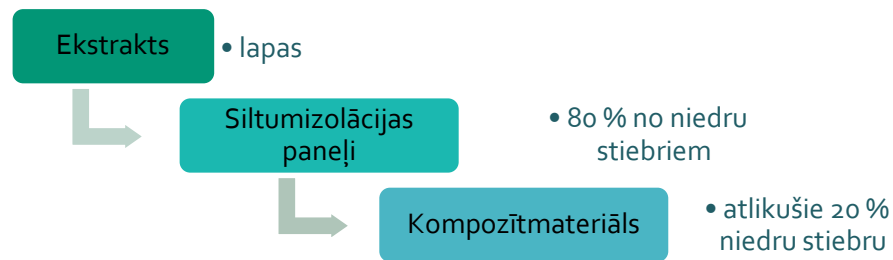 Ekstrakts
• lapas
Siltumizolācijas
paneļi
• 80 % no niedru
stiebriem
Kompozītmateriāls
• atlikušie 20 %
niedru stiebru